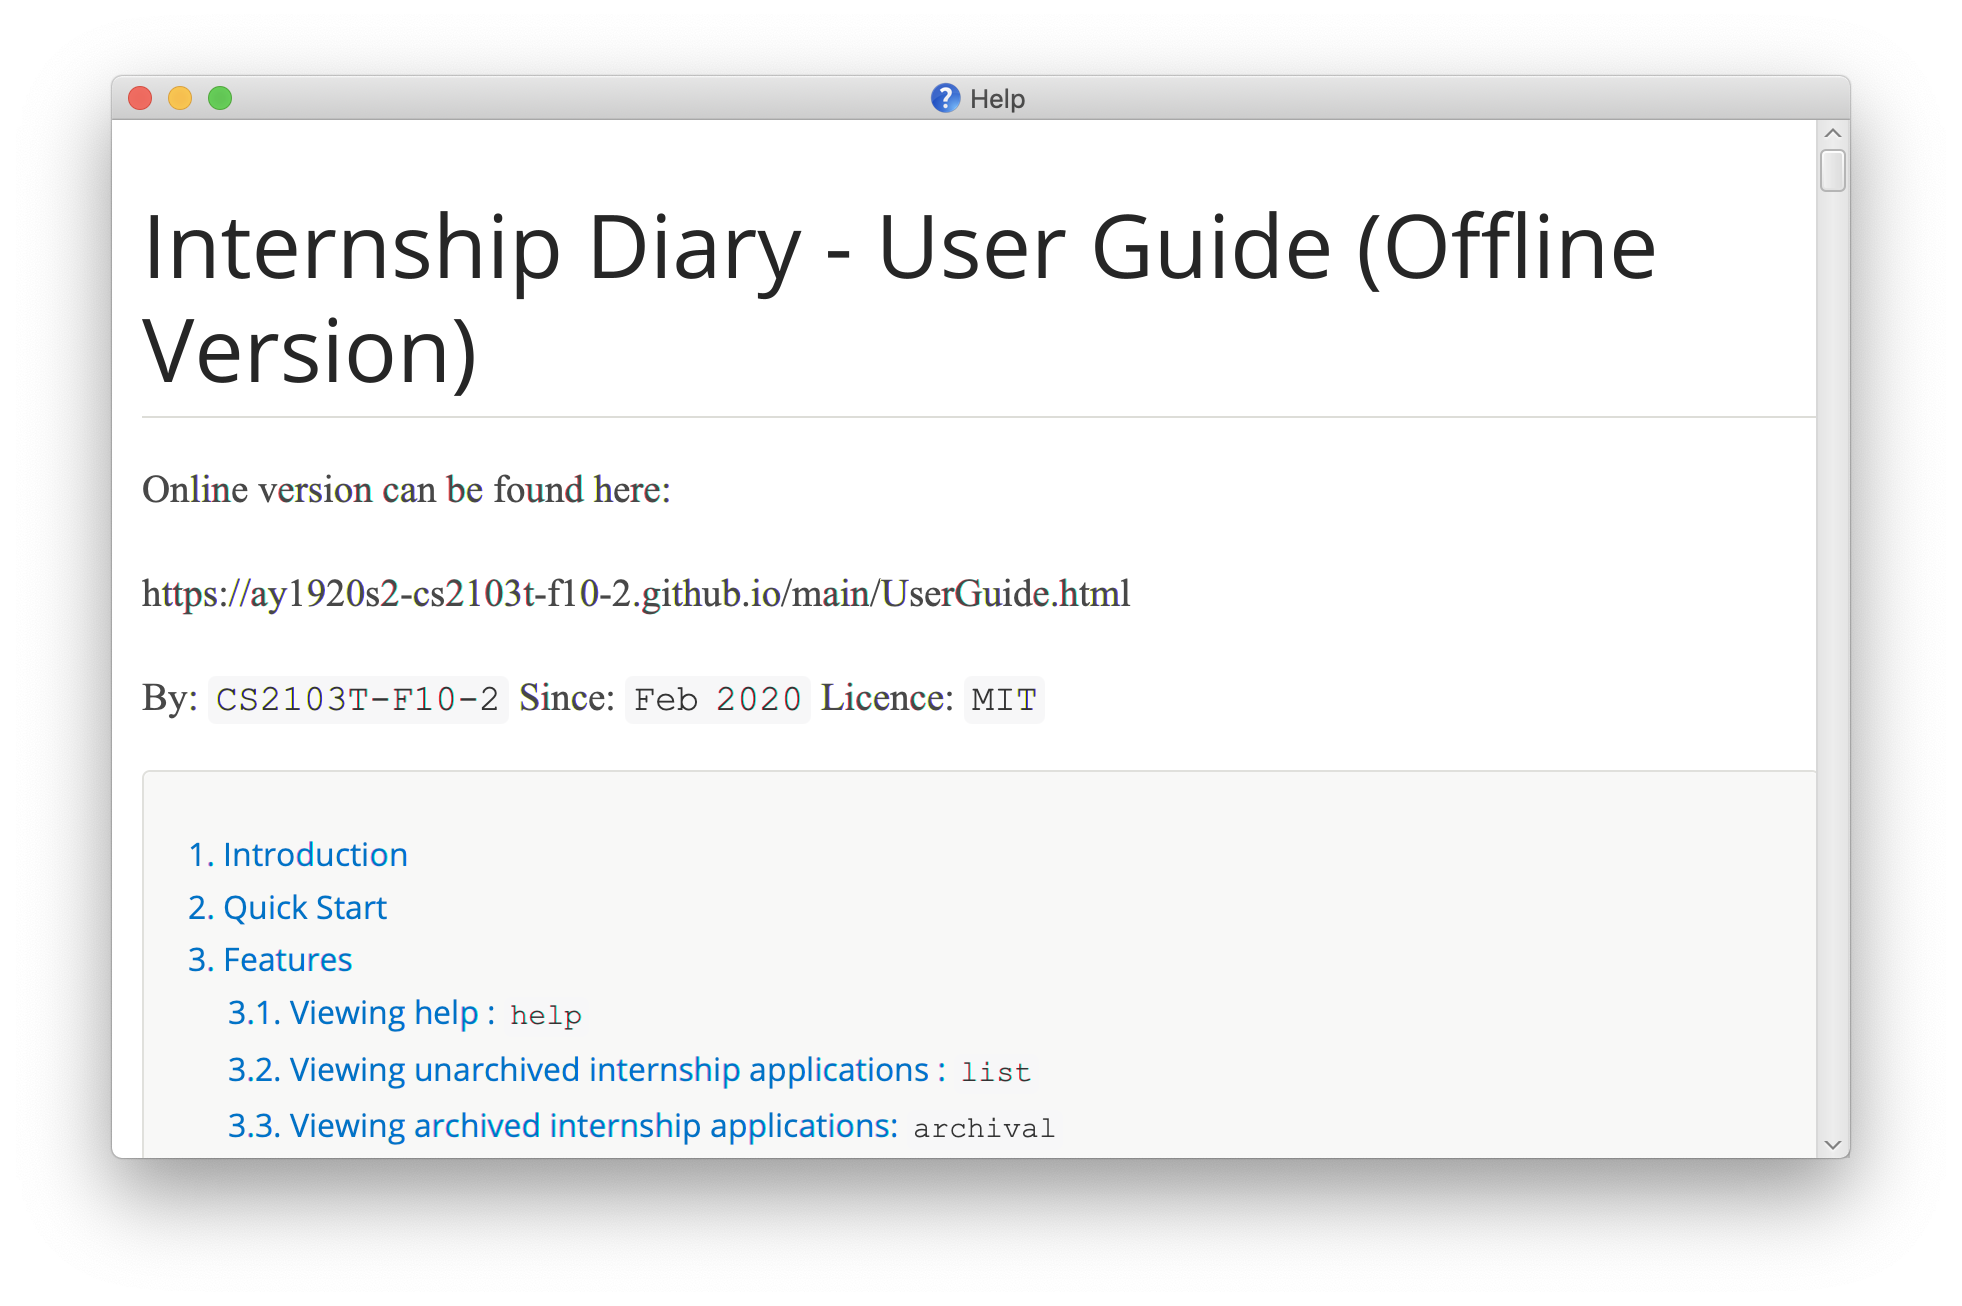 Help
Internship Diary - User Guide (Offline
Version)
Online version can be found here:
https://ay1920s2-cs2103t-f10-2.github.io/main/UserGuide.html
By: CS2103T-F10-2 Since: Feb 2020 Licence: MIT
1. Introduction
2. Quick Start
3. Features
3.1. Viewing help : help
3.2. Viewing unarchived internship applications : list
3.3. Viewing archived internship applications: archival